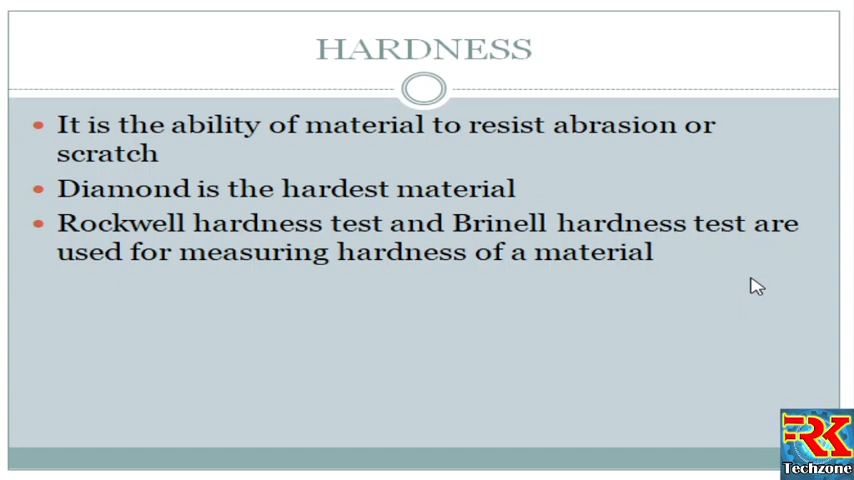 HARDNESS
It is the ability of material to resist abrasion or
scratch
Diamond is the hardest material
Rockwell hardness test and Brinell hardness test are
used for measuring hardness of a material
RK
Techzone